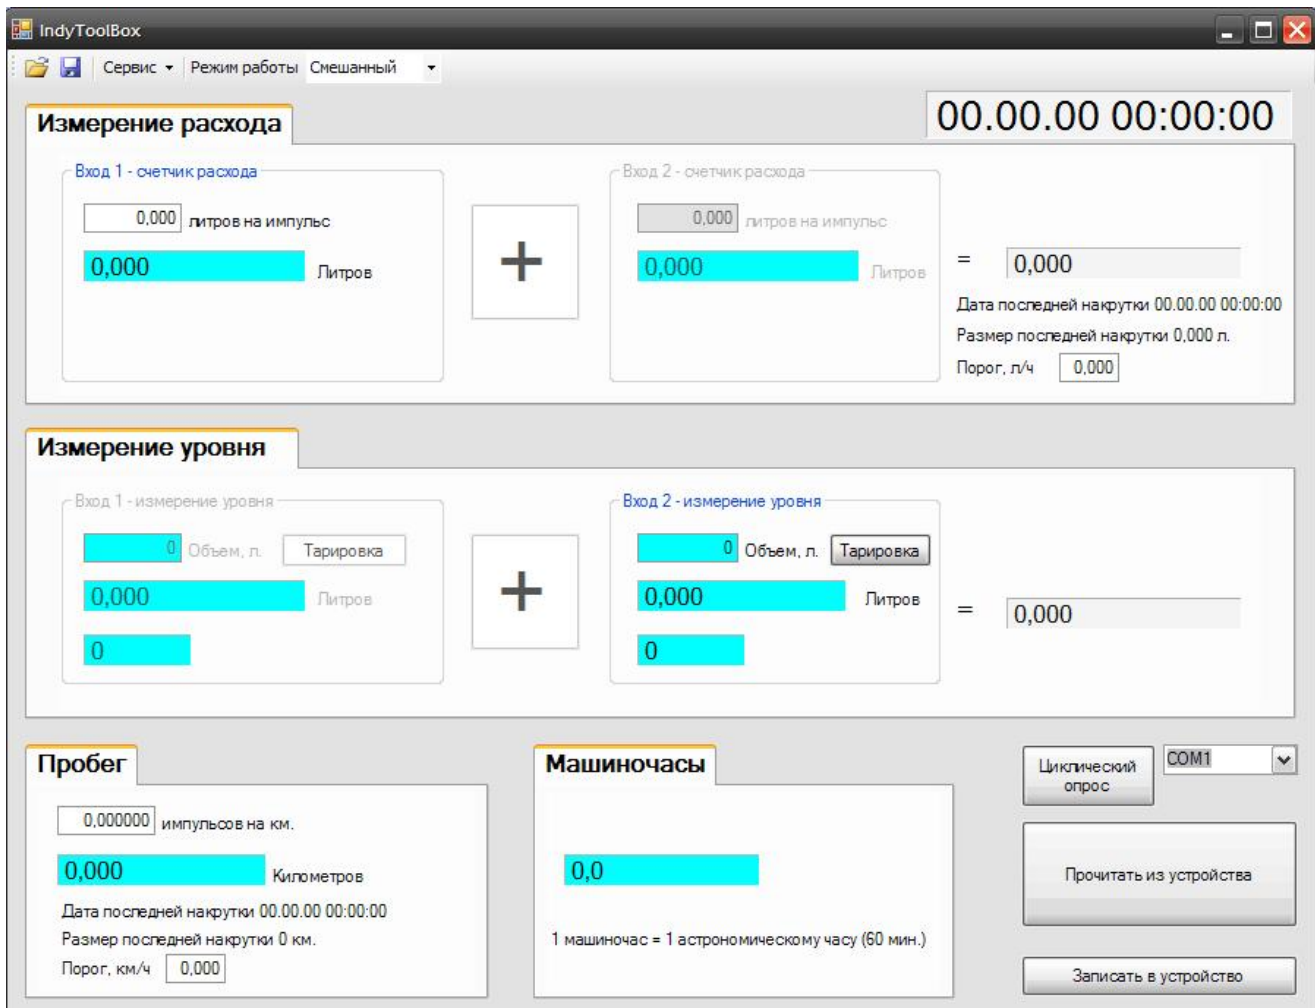 IndyToolBox
Сервис Режим работы Смешанный
00.00.00 00:00:00
Измерение расхода
Вход 1 - счетчик расхода
0,000 литров на импульс
0,000 Литров
+
Вход 2 - счетчик расхода
0,000 литров на импульс
0,000 Литров
= 0,000
Дата последней накрутки 00.00.00 00:00:00
Размер последней накрутки 0,000 л.
Порог, л/ч 0,000
Измерение уровня
Вход 1 - измерение уровня
0 Объем, л. Тарировка
0,000 Литров
0
+
Вход 2 - измерение уровня
0 Объем, л. Тарировка
0,000 Литров
0
= 0,000
Пробег
0,000000 импульсов на км.
0,000 Километров
Дата последней накрутки 00.00.00 00:00:00
Размер последней накрутки 0 км.
Порог, км/ч 0,000
Машиночасы
0,0
1 машиночас = 1 астрономическому часу (60 мин.)
Циклический
опрос
COM1
Прочитать из устройства
Записать в устройство